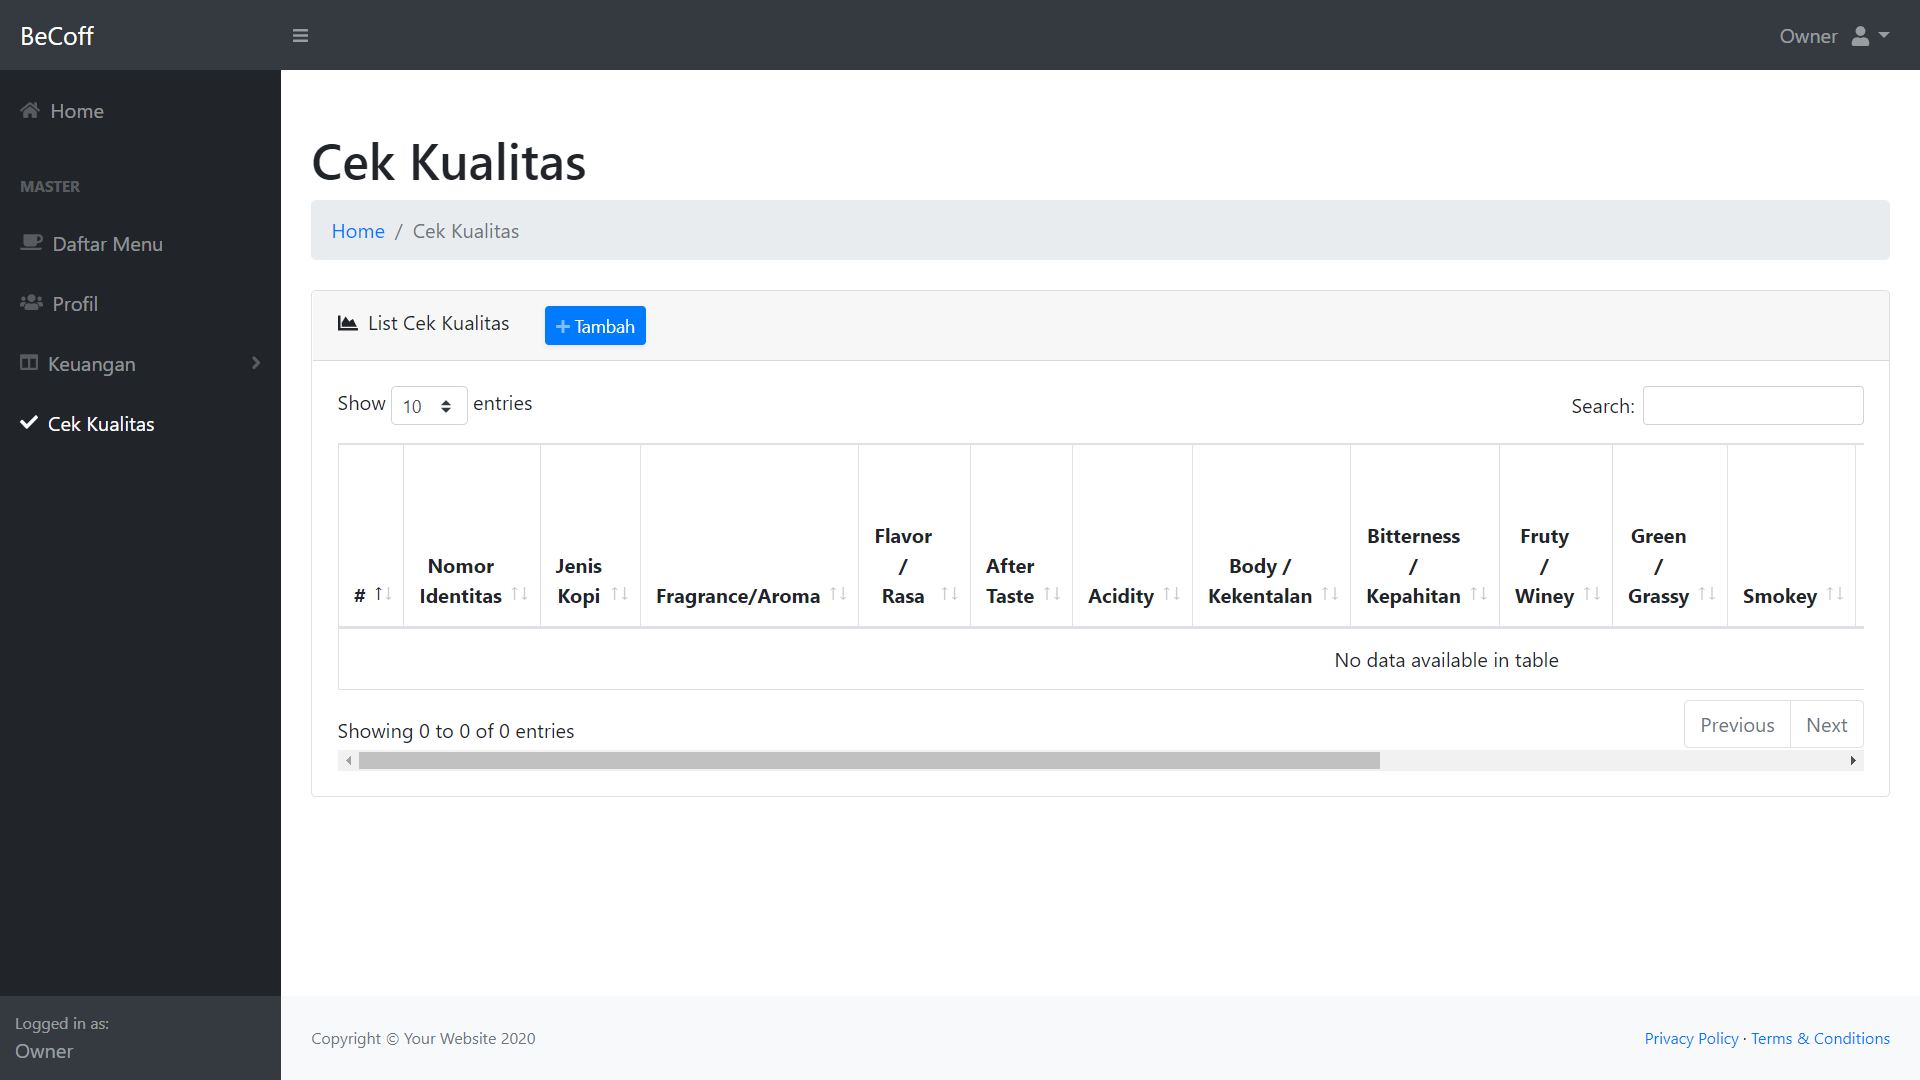 BeCoff
Owner
Home
MASTER
Daftar Menu
Profil
Keuangan
Cek Kualitas
Logged in as:
Owner
Cek Kualitas
Home / Cek Kualitas
List Cek Kualitas
Tambah
Show 10 entries
Search:
#
Nomor
Identitas
Jenis
Kopi
Fragrance/Aroma
Flavor
/
Rasa
After
Taste
Acidity
Body /
Kekentalan
Bitterness
/
Kepahitan
Fruty
/
Winey
Green
/
Grassy
Smokey
No data available in table
Showing 0 to 0 of 0 entries
Previous
Next
Copyright © Your Website 2020
Privacy Policy · Terms & Conditions